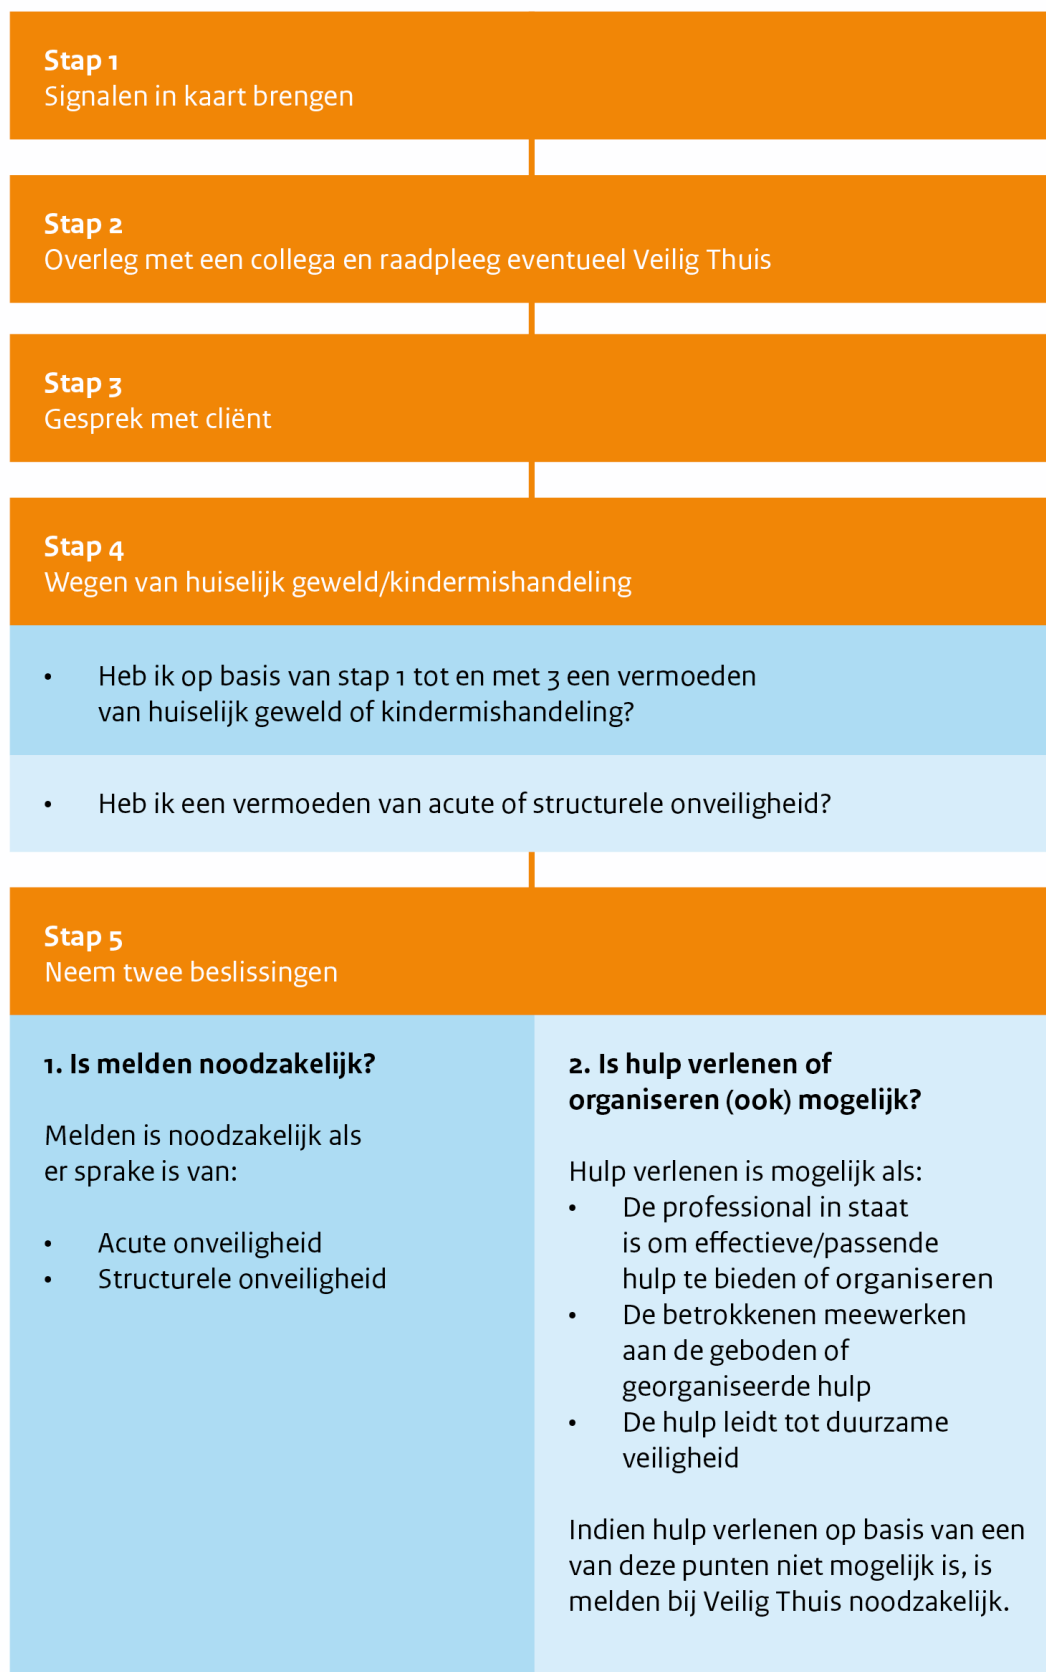 Stap 1
Signalen in kaart brengen
Stap 2
Overleg met een collega en raadpleeg eventueel Veilig Thuis
Stap 3
Gesprek met cliënt
Stap 4
Wegen van huiselijk geweld/kindermishandeling
• Heb ik op basis van stap 1 tot en met 3 een vermoeden
van huiselijk geweld of kindermishandeling?
• Heb ik een vermoeden van acute of structurele onveiligheid?
Stap 5
Neem twee beslissingen
1. Is melden noodzakelijk?
Melden is noodzakelijk als
er sprake is van:
• Acute onveiligheid
• Structurele onveiligheid
2. Is hulp verlenen of
organiseren (ook) mogelijk?
Hulp verlenen is mogelijk als:
• De professional in staat
is om effectieve/passende
hulp te bieden of organiseren
• De betrokkenen meewerken
aan de geboden of
georganiseerde hulp
• De hulp leidt tot duurzame
veiligheid
Indien hulp verlenen op basis van een
van deze punten niet mogelijk is, is
melden bij Veilig Thuis noodzakelijk.